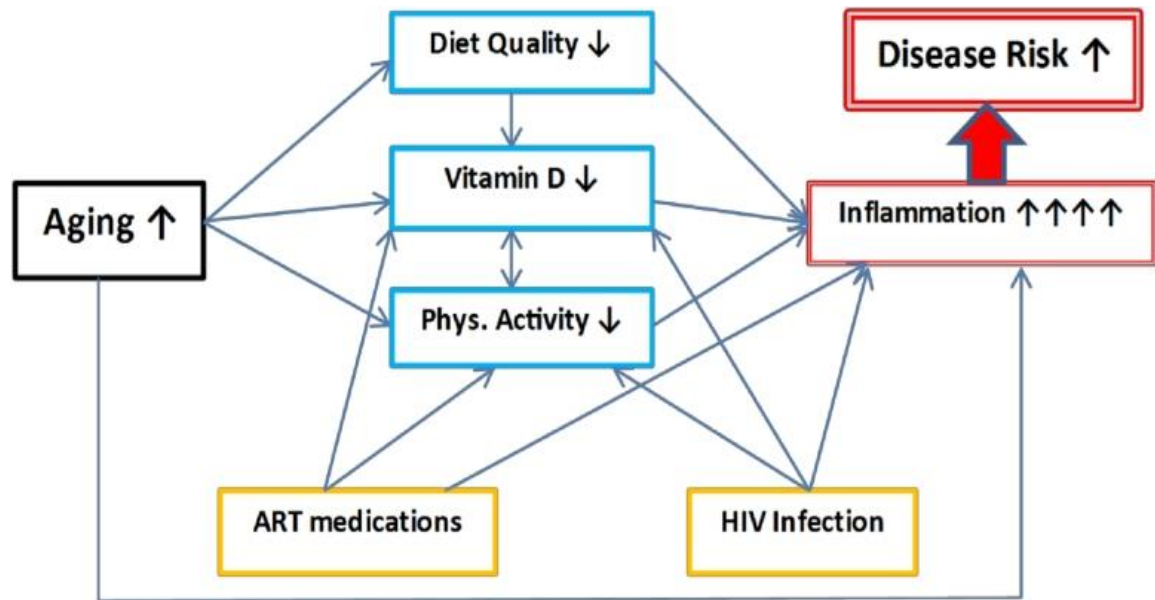 Diet Quality ↓
Disease Risk ↑
Vitamin D ↓
Aging ↑
Inflammation ↑↑↑↑
Phys. Activity ↓
ART medications
HIV Infection